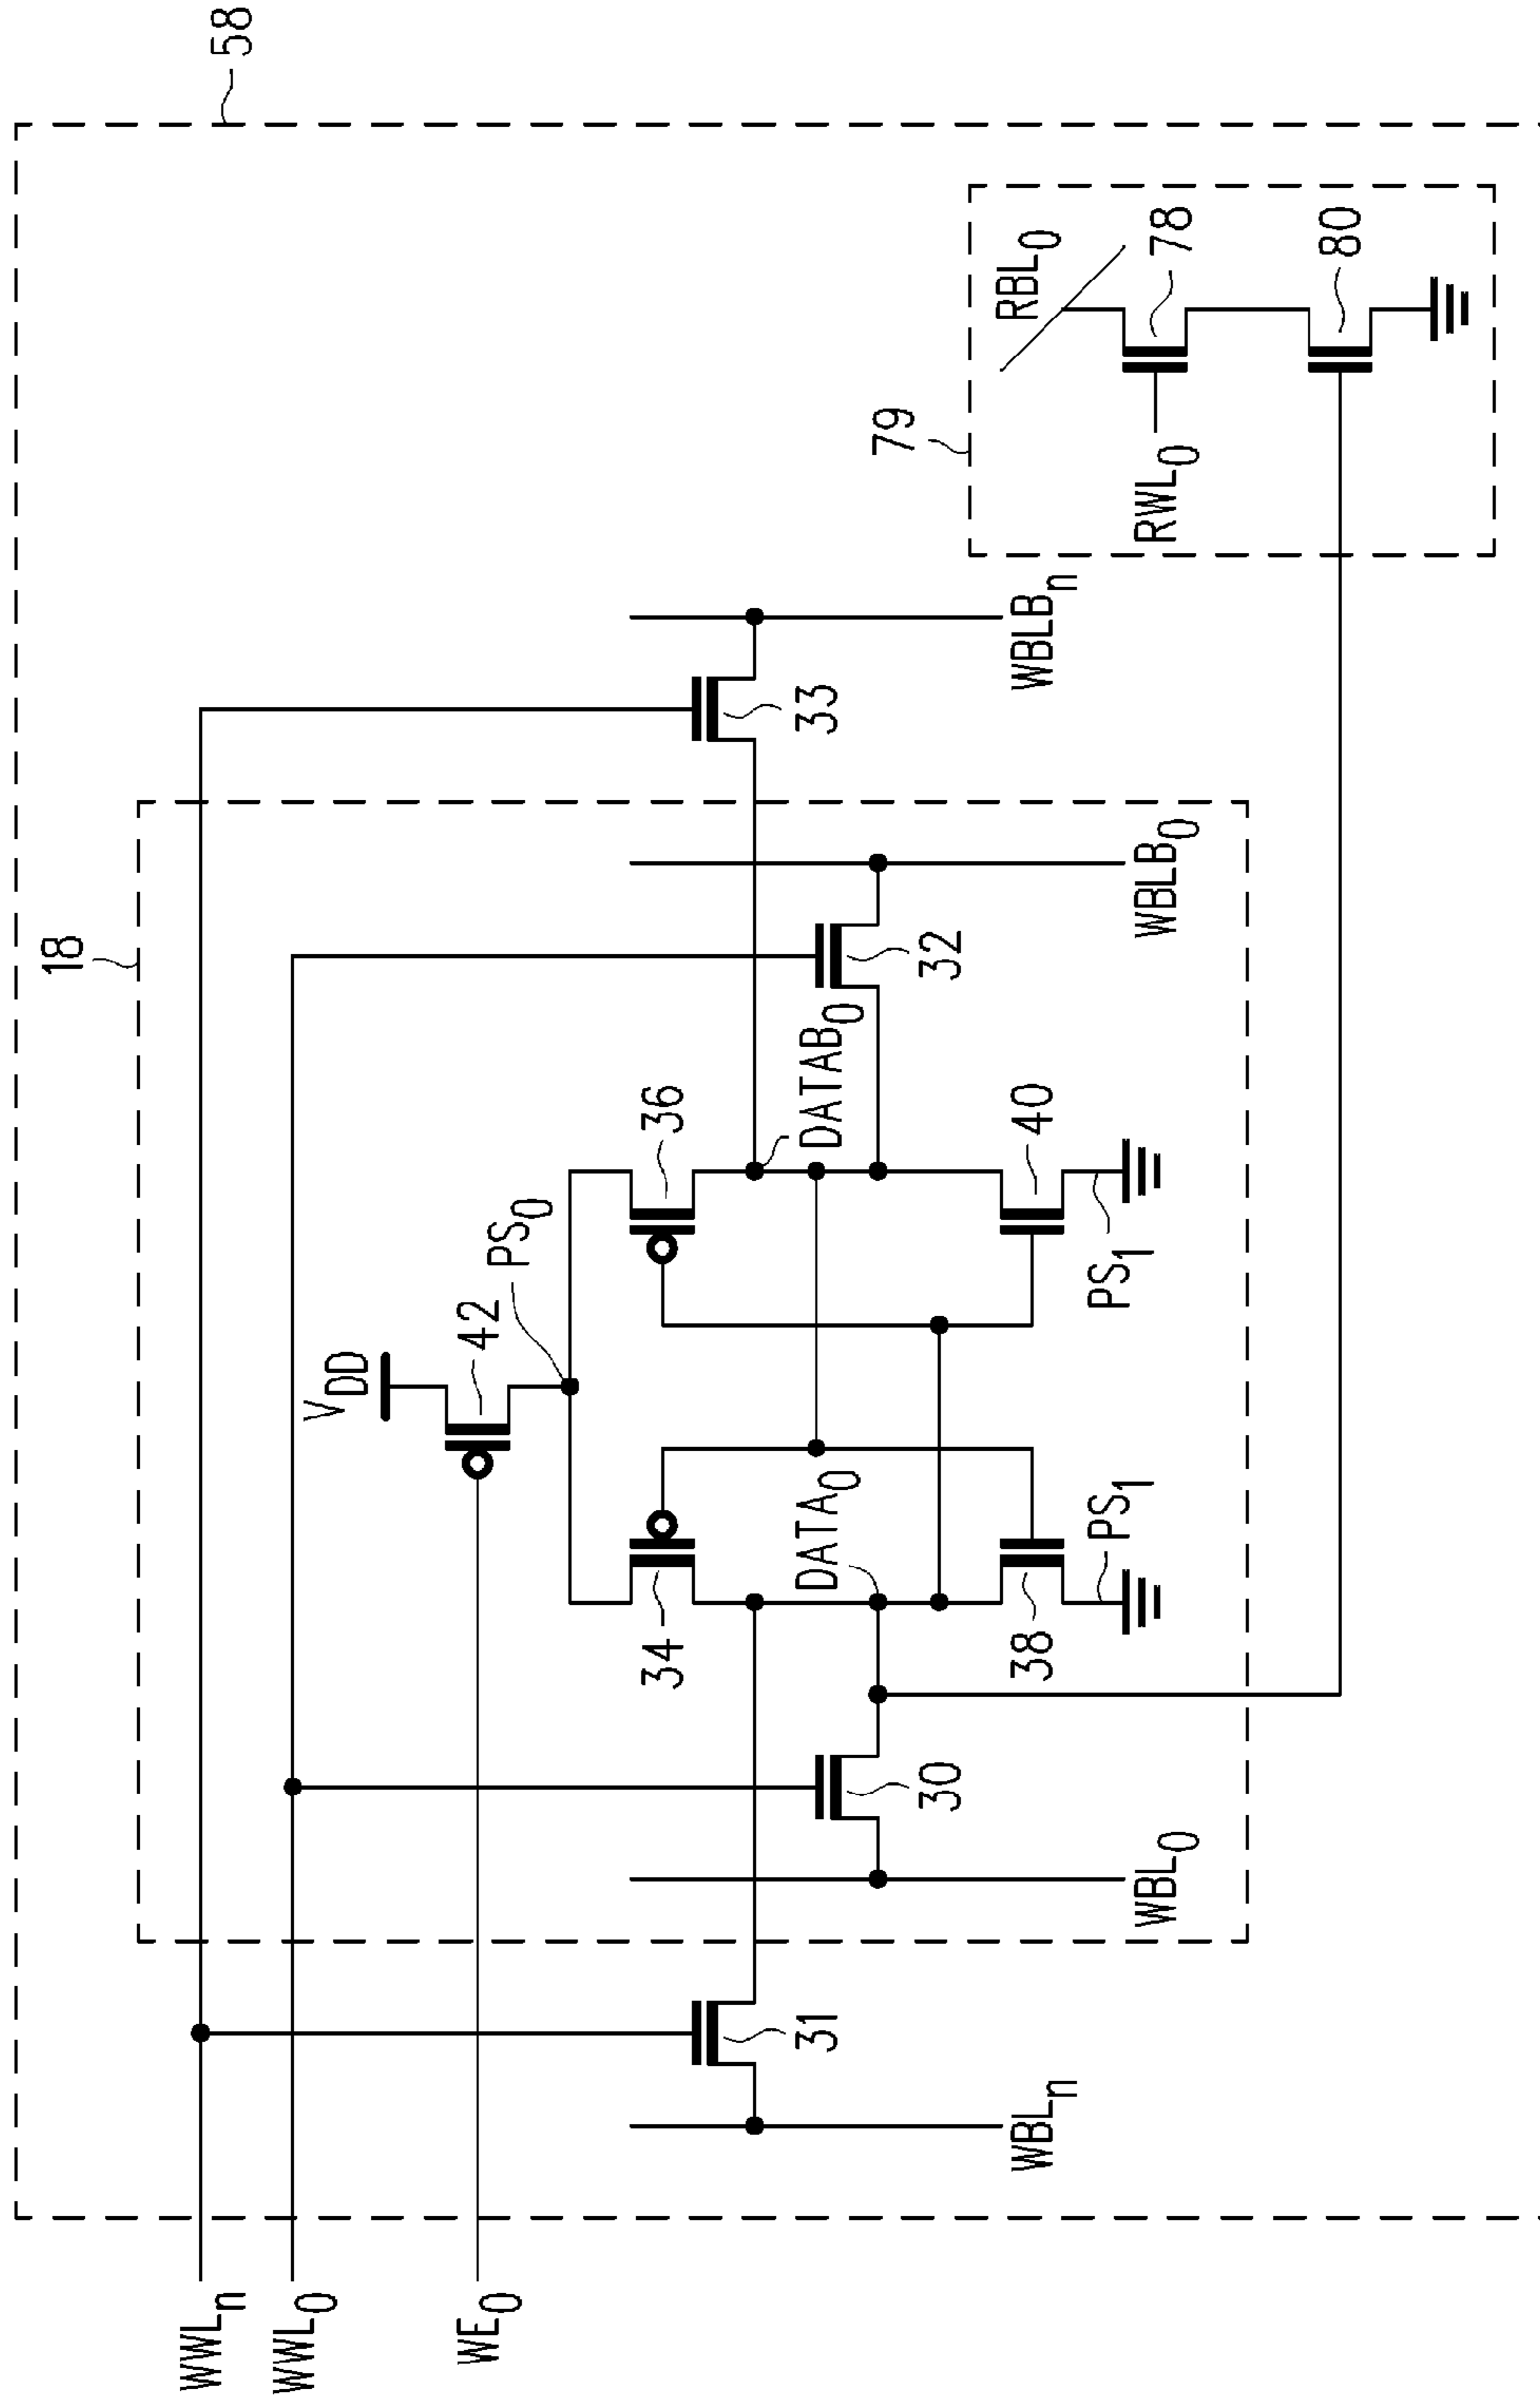 58
18
WWLn
WWL0
WE0
VDD
42
PS0
34
36
DATA0
DATAB0
38
40
PS1
PS1
30
32
31
33
WBLn
WBL0
WBLB0
WBLBn
79
RBL0
78
RWL0
80